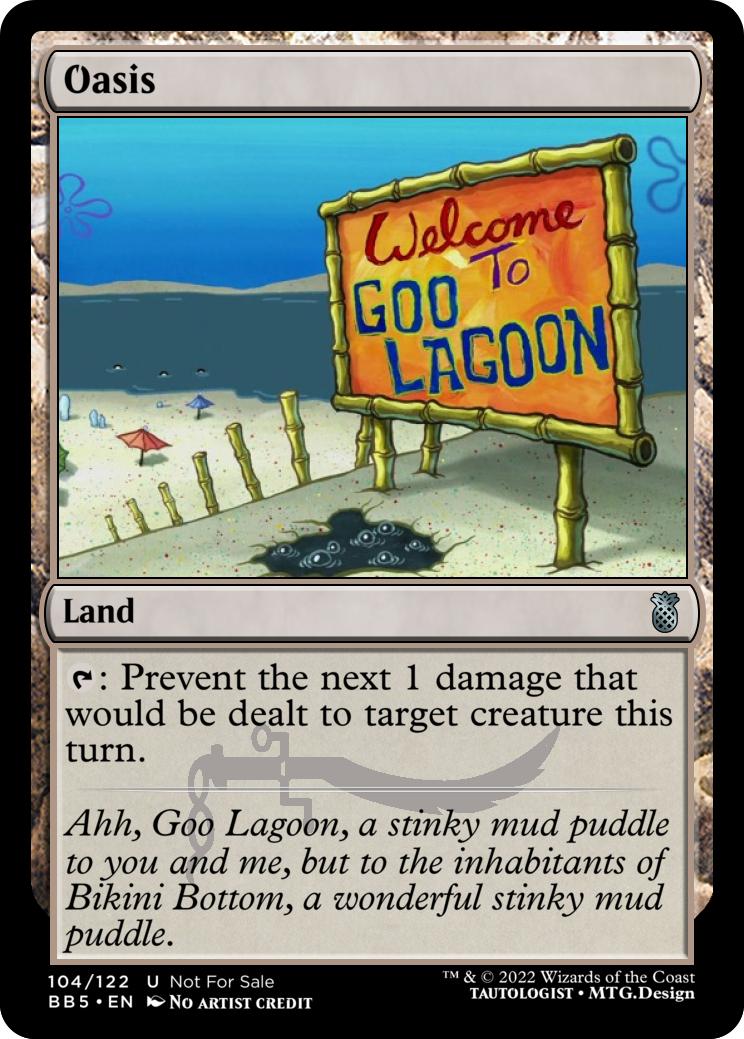 Oasis
Welcome
To
GOO
LAGOON
Land
: Prevent the next 1 damage that
would be dealt to target creature this
turn.
Ahh, Goo Lagoon, a stinky mud puddle
to you and me, but to the inhabitants of
Bikini Bottom, a wonderful stinky mud
puddle.
104/122 U Not For Sale
BB5 • EN No artist credit
™ & © 2022 Wizards of the Coast
TAUTOLOGIST • MTG.Design